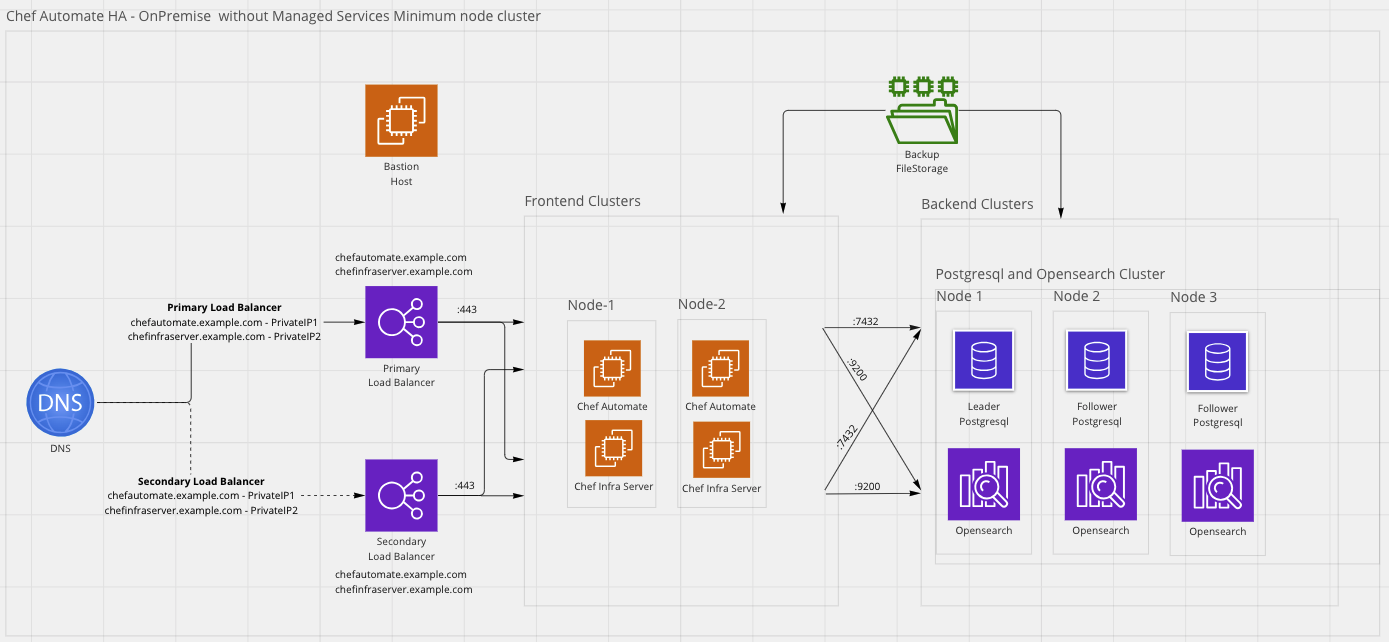 Chef Automate HA - OnPremise  without Managed Services Minimum node cluster
Bastion
Host
Backup
FileStorage
Frontend Clusters
Backend Clusters
chefautomate.example.com
chefinfraserver.example.com
Primary Load Balancer
chefautomate.example.com - PrivateIP1
chefinfraserver.example.com - PrivateIP2
:443
Primary
Load Balancer
DNS
DNS
Secondary Load Balancer
chefautomate.example.com - PrivateIP1
chefinfraserver.example.com - PrivateIP2
:443
Secondary
Load Balancer
chefautomate.example.com
chefinfraserver.example.com
Node-1
Chef Automate
Chef Infra Server
Node-2
Chef Automate
Chef Infra Server
:7432
:9200
:7432
:9200
Postgresql and Opensearch Cluster
Node 1
Leader
Postgresql
Opensearch
Node 2
Follower
Postgresql
Opensearch
Node 3
Follower
Postgresql
Opensearch